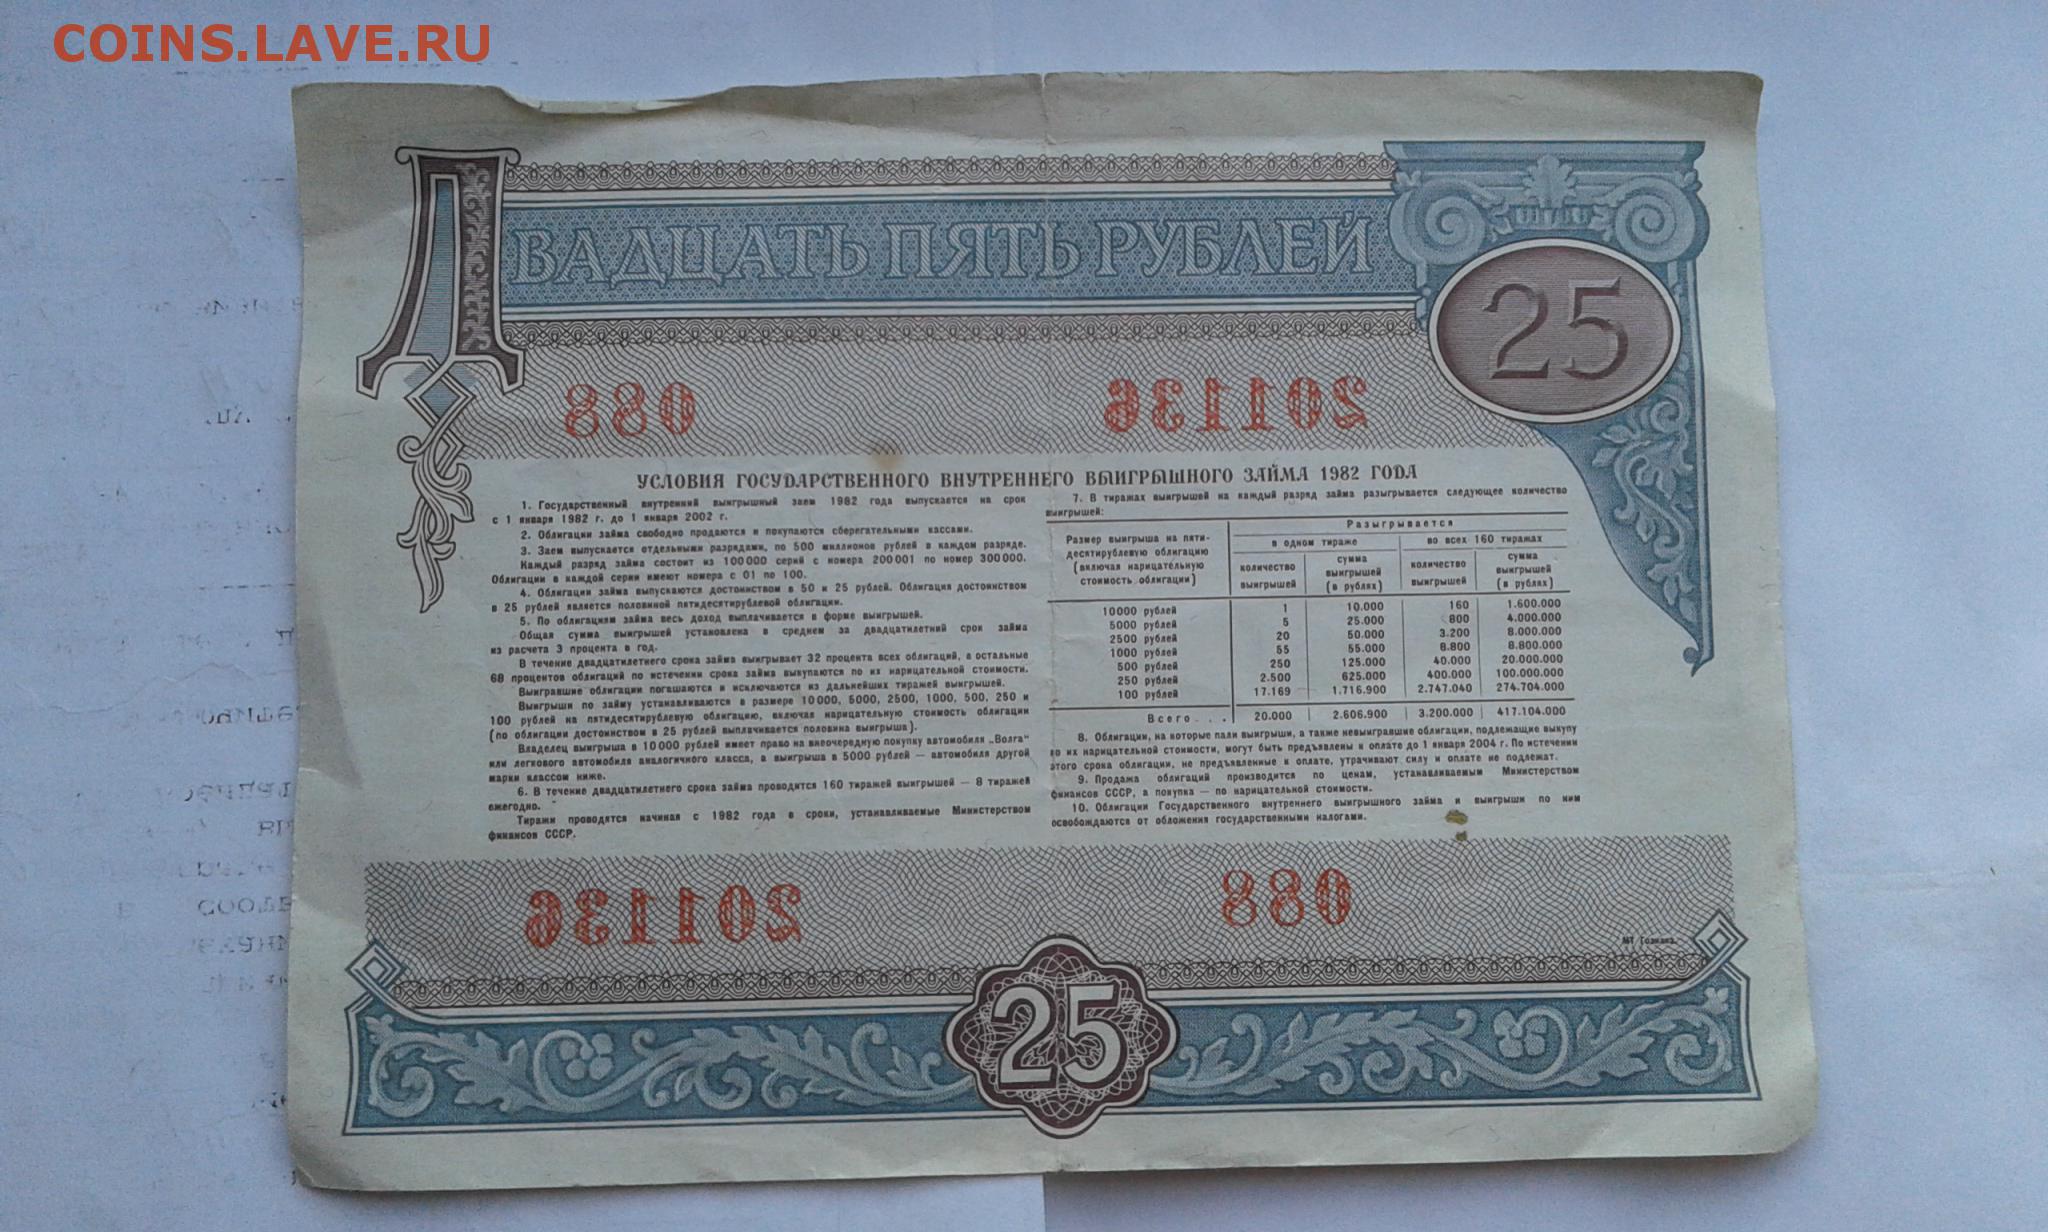 COINS.LAVE.RU
ДВАДЦАТЬ ПЯТЬ РУБЛЕЙ
25
088 201136
УСЛОВИЯ ГОСУДАРСТВЕННОГО ВНУТРЕННЕГО ВЫИГРЫШНОГО ЗАЙМА 1982 ГОДА
1. Государственный внутренний выигрышный заем 1982 года выпускается на срок
с 1 января 1982 г. до 1 января 2002 г.
2. Облигации займа свободно продаются и покупаются сберегательными кассами.
3. Заем выпускается отдельными разрядами, по 500 миллионов рублей в каждом разряде.
Каждый разряд займа состоит из 100000 серий с номера 200001 по номер 300000.
Облигации в каждой серии имеют номера с 01 по 100.
4. Облигации займа выпускаются достоинством в 50 и 25 рублей. Облигация достоинством
в 25 рублей является половиной пятидесятирублевой облигации.
5. По облигациям займа весь доход выплачивается в форме выигрышей.
Общая сумма выигрышей установлена в среднем за двадцатилетний срок займа
из расчета 3 процента в год.
В течение двадцатилетнего срока займа выигрывает 32 процента всех облигаций, а остальные
68 процентов облигаций по истечении срока займа выкупаются по их нарицательной стоимости.
Выигравшие облигации погашаются и исключаются из дальнейших тиражей выигрышей.
Выигрыши по займу устанавливаются в размере 10000, 5000, 2500, 1000, 500, 250 и
100 рублей на пятидесятирублевую облигацию, включая нарицательную стоимость облигации
(по облигации достоинством в 25 рублей выплачивается половина выигрыша).
Владелец выигрыша в 10000 рублей имеет право на внеочередную покупку автомобиля „Волга“
или легкового автомобиля аналогичного класса, а выигрыша в 5000 рублей — автомобиля другой
марки классом ниже.
6. В течение двадцатилетнего срока займа проводится 160 тиражей выигрышей — 8 тиражей
ежегодно.
Тиражи проводятся начиная с 1982 года в сроки, устанавливаемые Министерством
финансов СССР.
7. В тиражах выигрышей на каждый разряд займа разыгрывается следующее количество
выигрышей:
Размер выигрыша на пяти-
десятирублевую облигацию
(включая нарицательную
стоимость облигации)
Разыгрывается
в одном тираже во всех 160 тиражах
количество выигрышей сумма выигрышей (в рублях) количество выигрышей сумма выигрышей (в рублях)
10000 рублей 1 10.000 160 1.600.000
5000 рублей 5 25.000 800 4.000.000
2500 рублей 20 50.000 3.200 8.000.000
1000 рублей 55 55.000 8.800 8.800.000
500 рублей 250 125.000 40.000 20.000.000
250 рублей 2.500 625.000 400.000 100.000.000
100 рублей 17.169 1.716.900 2.747.040 274.704.000
Всего... 20.000 2.606.900 3.200.000 417.104.000
8. Облигации, на которые пали выигрыши, а также невыигравшие облигации, подлежащие выкупу
по их нарицательной стоимости, могут быть предъявлены к оплате до 1 января 2004 г. По истечении
этого срока облигации, не предъявленные к оплате, утрачивают силу и оплате не подлежат.
9. Продажа облигаций производится по ценам, устанавливаемым Министерством
финансов СССР, а покупка — по нарицательной стоимости.
10. Облигации Государственного внутреннего выигрышного займа и выигрыши по ним
освобождаются от обложения государственными налогами.
201136 088
МТ Гознака.
25